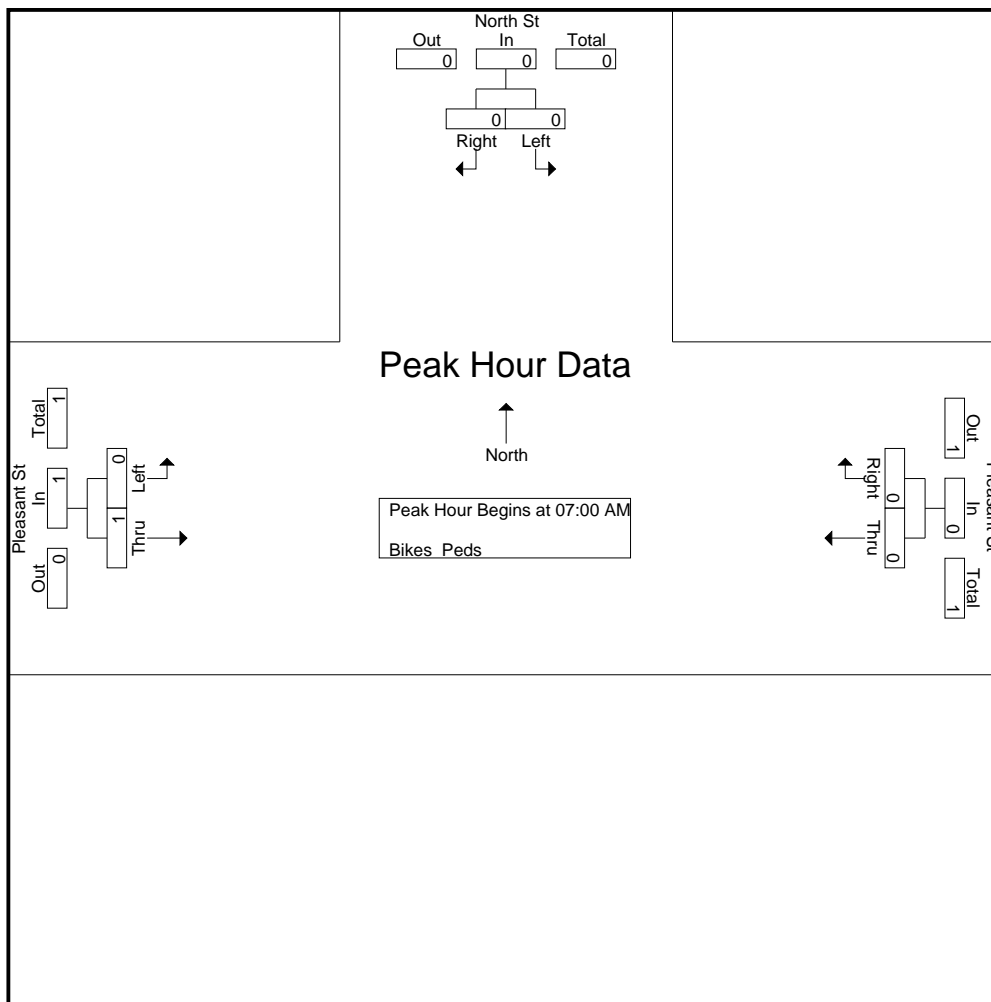 North St
Out In Total
0 0 0
0 0
Right Left
Peak Hour Data
North
Peak Hour Begins at 07:00 AM
Bikes Peds
Pleasant St
Out In Total
0 1 1
Left
0
Thru
1
Pleasant St
Out In Total
1 0 1
Right
0
Thru
0